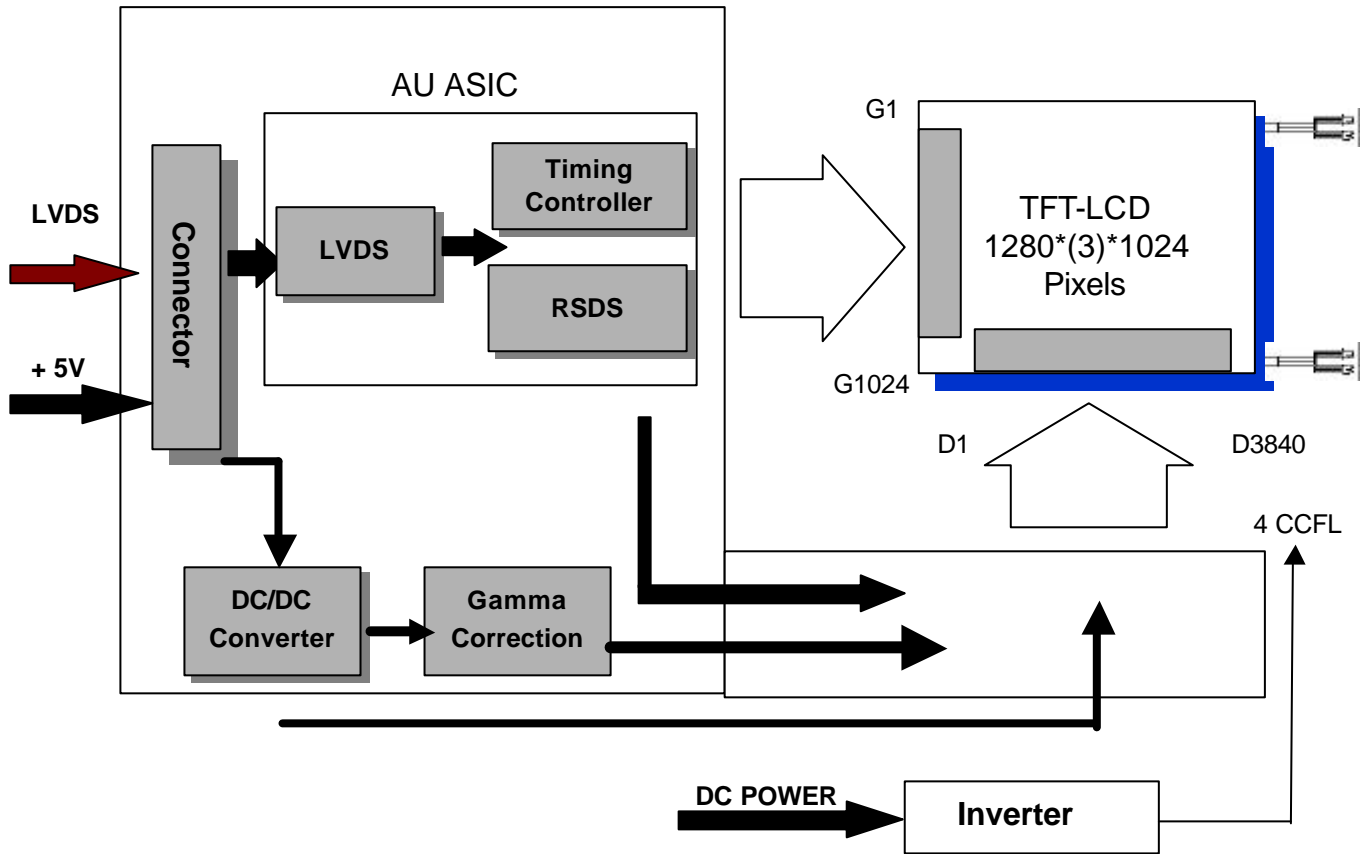 AU ASIC
LVDS
+ 5V
Connector
LVDS
Timing
Controller
RSDS
G1
TFT-LCD
1280*(3)*1024
Pixels
G1024
D1
D3840
4 CCFL
DC/DC
Converter
Gamma
Correction
DC POWER
Inverter